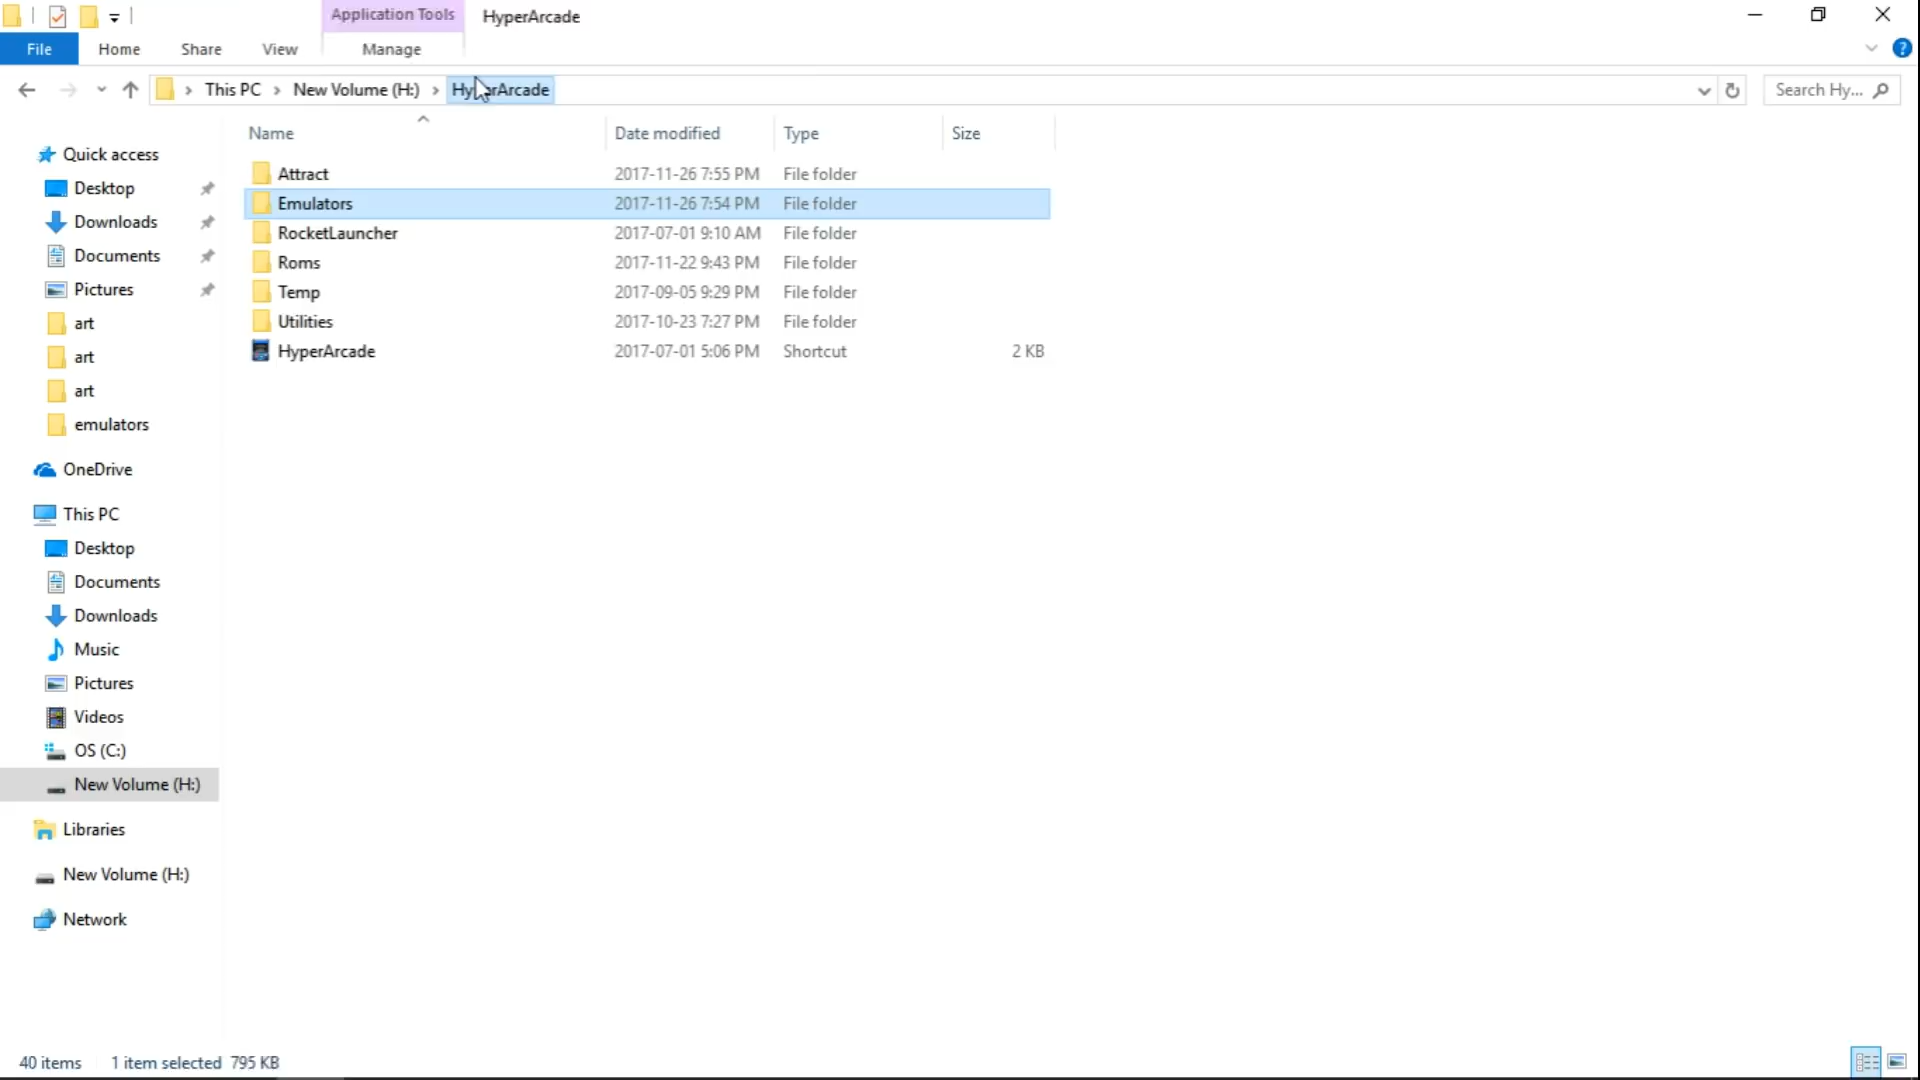 Application Tools HyperArcade
File Home Share View Manage
This PC New Volume (H:) HyperArcade Search Hy...
Name Date modified Type Size
Quick access
Desktop
Downloads
Documents
Pictures
art
art
art
emulators
OneDrive
This PC
Desktop
Documents
Downloads
Music
Pictures
Videos
OS (C:)
New Volume (H:)
Libraries
New Volume (H:)
Network
Attract 2017-11-26 7:55 PM File folder
Emulators 2017-11-26 7:54 PM File folder
RocketLauncher 2017-07-01 9:10 AM File folder
Roms 2017-11-22 9:43 PM File folder
Temp 2017-09-05 9:29 PM File folder
Utilities 2017-10-23 7:27 PM File folder
HyperArcade 2017-07-01 5:06 PM Shortcut 2 KB
40 items 1 item selected 795 KB